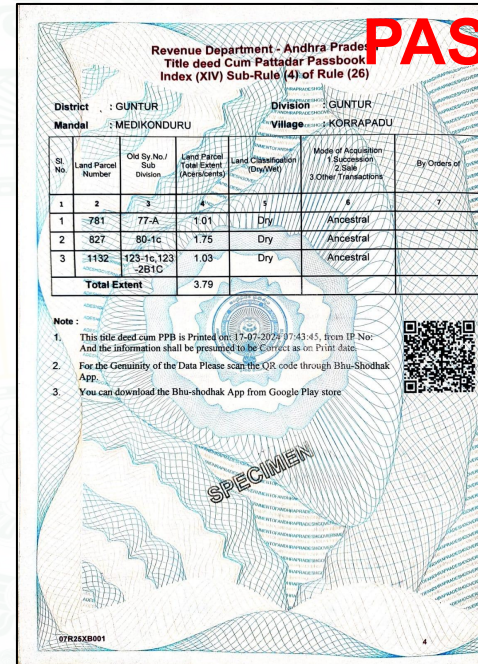 PAS
Revenue Department - Andhra Prades
Title deed Cum Pattadar Passbook
Index (XIV) Sub-Rule (4) of Rule (26)
District : GUNTUR Division : GUNTUR
Mandal : MEDIKONDURU Village : KORRAPADU
Sl. No. Land Parcel Number Old Sy.No./ Sub Division Land Parcel Total Extent (Acers/cents) Land Classification (Dry/Wet) Mode of Acquisition 1.Succession 2.Sale 3.Other Transactions By Orders of
1 2 3 4 5 6 7
1 781 77-A 1.01 Dry Ancestral
2 827 80-1c 1.75 Dry Ancestral
3 1132 123-1c,123 -2B1C 1.03 Dry Ancestral
Total Extent 3.79
Note :
1. This title deed cum PPB is Printed on: 17-07-2024 07:43:45, from IP No:
And the information shall be presumed to be Correct as on Print date.
2. For the Genuinity of the Data Please scan the QR code through Bhu-Shodhak
App.
3. You can download the Bhu-shodhak App from Google Play store
SPECIMEN
07R25XB001 4